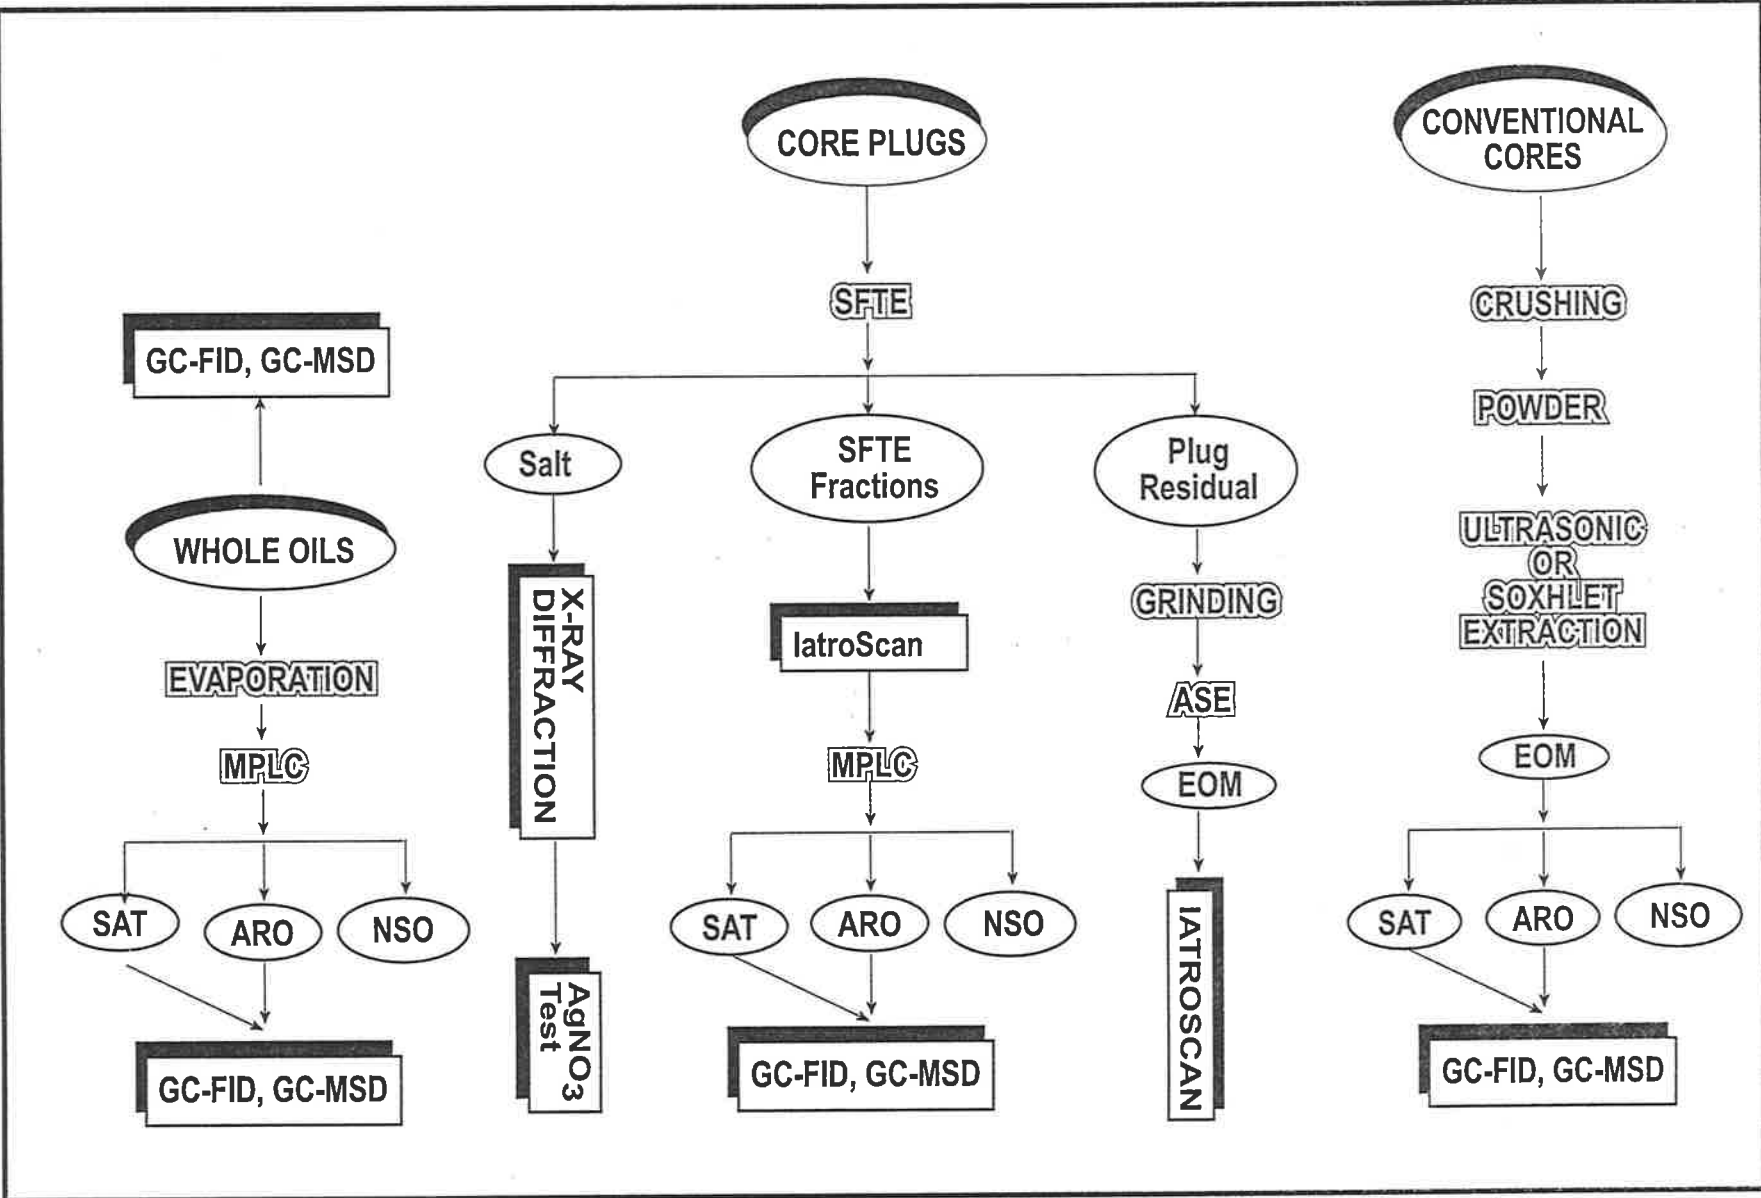 CORE PLUGS
CONVENTIONAL
CORES
SFTE
CRUSHING
GC-FID, GC-MSD
POWDER
Salt
SFTE
Fractions
Plug
Residual
WHOLE OILS
X-RAY
DIFFRACTION
ULTRASONIC
OR
SOXHLET
EXTRACTION
GRINDING
IatroScan
EVAPORATION
ASE
MPLC
MPLC
EOM
EOM
SAT
ARO
NSO
SAT
ARO
NSO
SAT
ARO
NSO
IATROSCAN
AgNO3
Test
GC-FID, GC-MSD
GC-FID, GC-MSD
GC-FID, GC-MSD